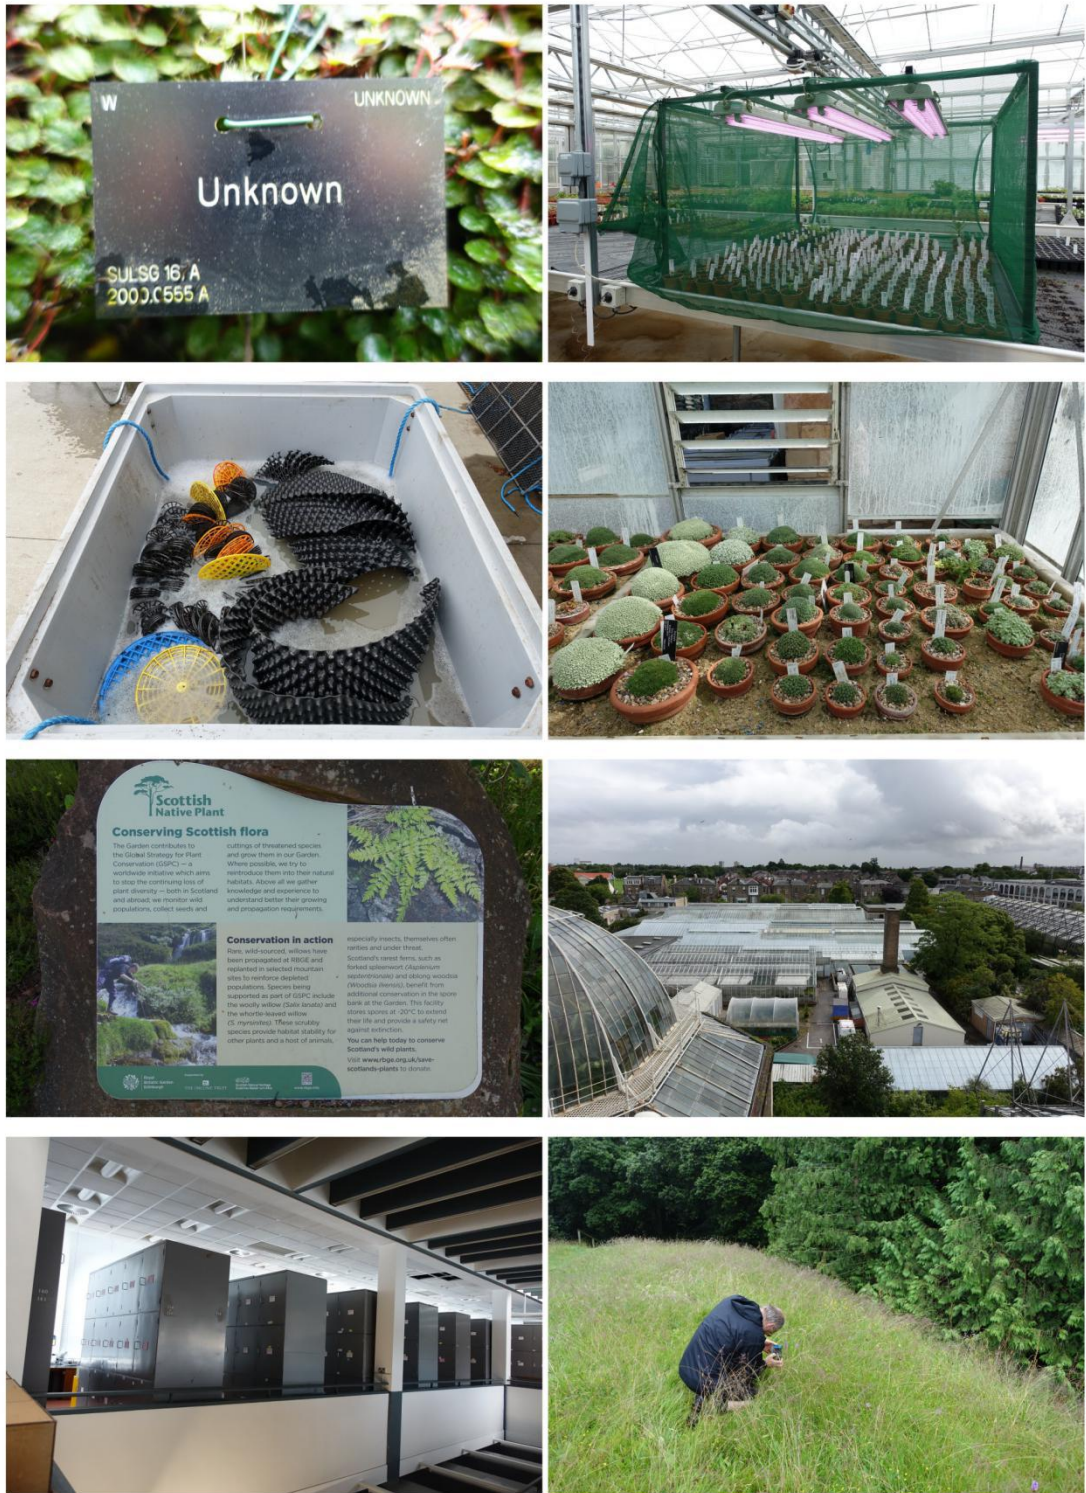 W
UNKNOWN
Unknown
SULSG 16, A
2000.0555 A
Scottish
Native Plant
Conserving Scottish flora
The Garden contributes to
the Global Strategy for Plant
Conservation (GSPC) — a
worldwide initiative which aims
to stop the continuing loss of
plant diversity — both in Scotland
and abroad; we monitor wild
populations, collect seeds and
cuttings of threatened species
and grow them in our Garden.
Where possible, we try to
reintroduce them into their natural
habitats. Above all we gather
knowledge and experience to
understand better their growing
and propagation requirements.
Conservation in action
Rare, wild-sourced, willows have
been propagated at RBGE and
replanted in selected mountain
sites to reinforce depleted
populations. Species being
supported as part of GSPC include
the woolly willow (Salix lanata) and
the whortle-leaved willow
(S. myrsinites). These scrubby
species provide habitat stability for
other plants and a host of animals,
especially insects, themselves often
rarities and under threat.
Scotland's rarest ferns, such as
forked spleenwort (Asplenium
septentrionale) and oblong woodsia
(Woodsia ilvensis), benefit from
additional conservation in the spore
bank at the Garden. This facility
stores spores at -20°C to extend
their life and provide a safety net
against extinction.
You can help today to conserve
Scotland's wild plants.
Visit www.rbge.org.uk/save-
scotlands-plants to donate
Royal
Botanic Garden
Edinburgh